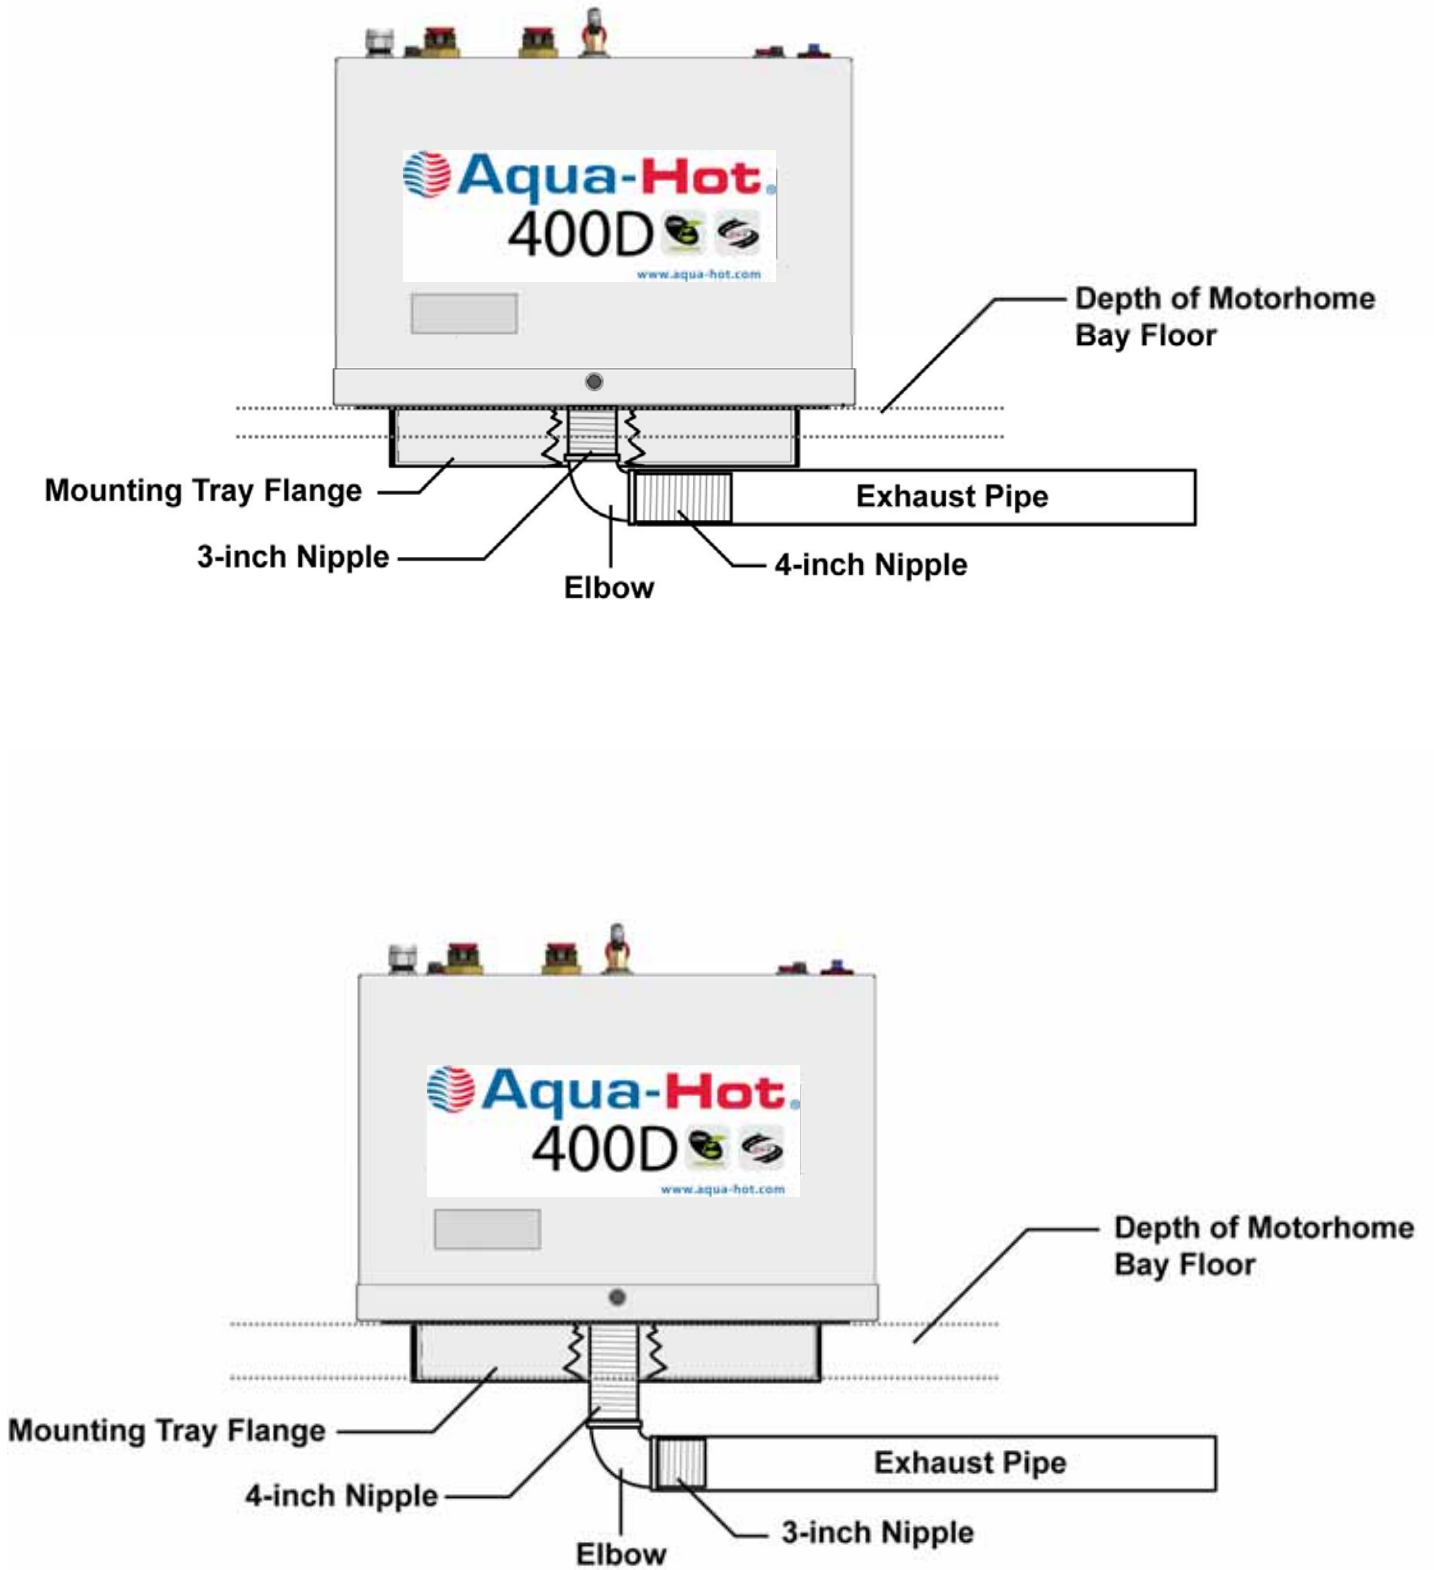 Aqua-Hot®
400D
www.aqua-hot.com
Depth of Motorhome
Bay Floor
Mounting Tray Flange
Exhaust Pipe
3-inch Nipple
4-inch Nipple
Elbow
Aqua-Hot®
400D
www.aqua-hot.com
Depth of Motorhome
Bay Floor
Mounting Tray Flange
Exhaust Pipe
4-inch Nipple
3-inch Nipple
Elbow